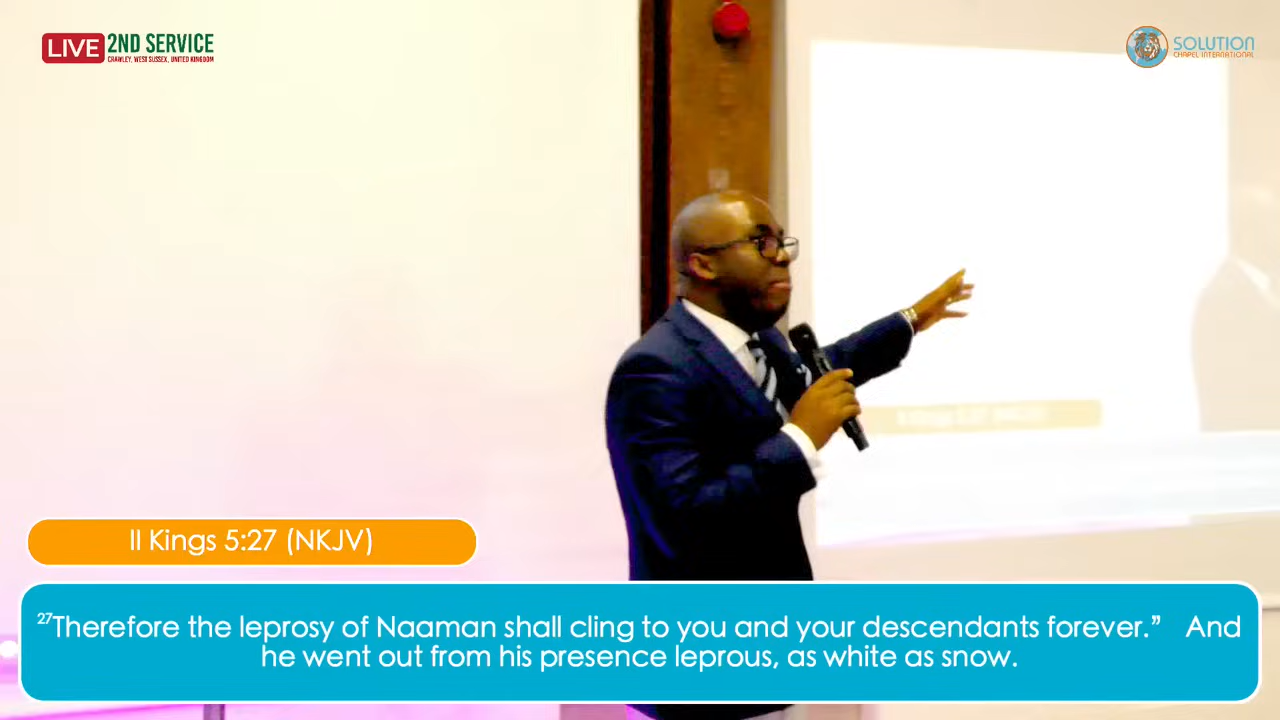 LIVE 2ND SERVICE
CRAWLEY, WEST SUSSEX, UNITED KINGDOM
SOLUTION
CHAPEL INTERNATIONAL
II Kings 5:27 (NKJV)
27Therefore the leprosy of Naaman shall cling to you and your descendants forever.” And
he went out from his presence leprous, as white as snow.